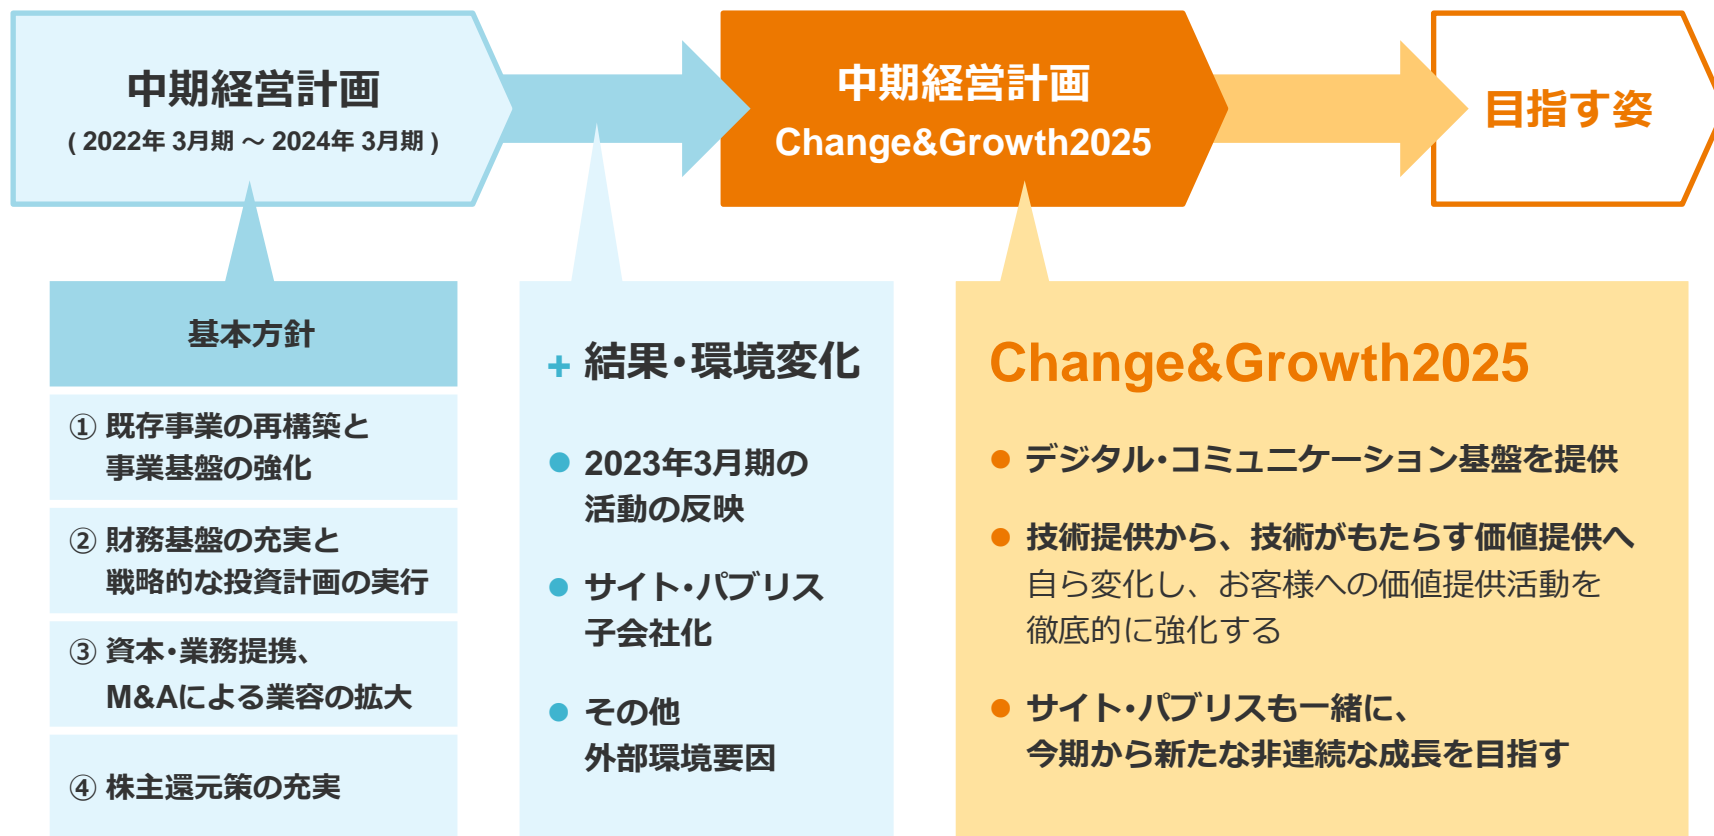 中期経営計画
( 2022年 3月期 ～ 2024年 3月期 )
中期経営計画
Change&Growth2025
目指す姿
基本方針
① 既存事業の再構築と
事業基盤の強化
② 財務基盤の充実と
戦略的な投資計画の実行
③ 資本・業務提携、
M&Aによる業容の拡大
④ 株主還元策の充実
+ 結果・環境変化
● 2023年3月期の
活動の反映
● サイト・パブリス
子会社化
● その他
外部環境要因
Change&Growth2025
● デジタル・コミュニケーション基盤を提供
● 技術提供から、技術がもたらす価値提供へ
自ら変化し、お客様への価値提供活動を
徹底的に強化する
● サイト・パブリスも一緒に、
今期から新たな非連続な成長を目指す